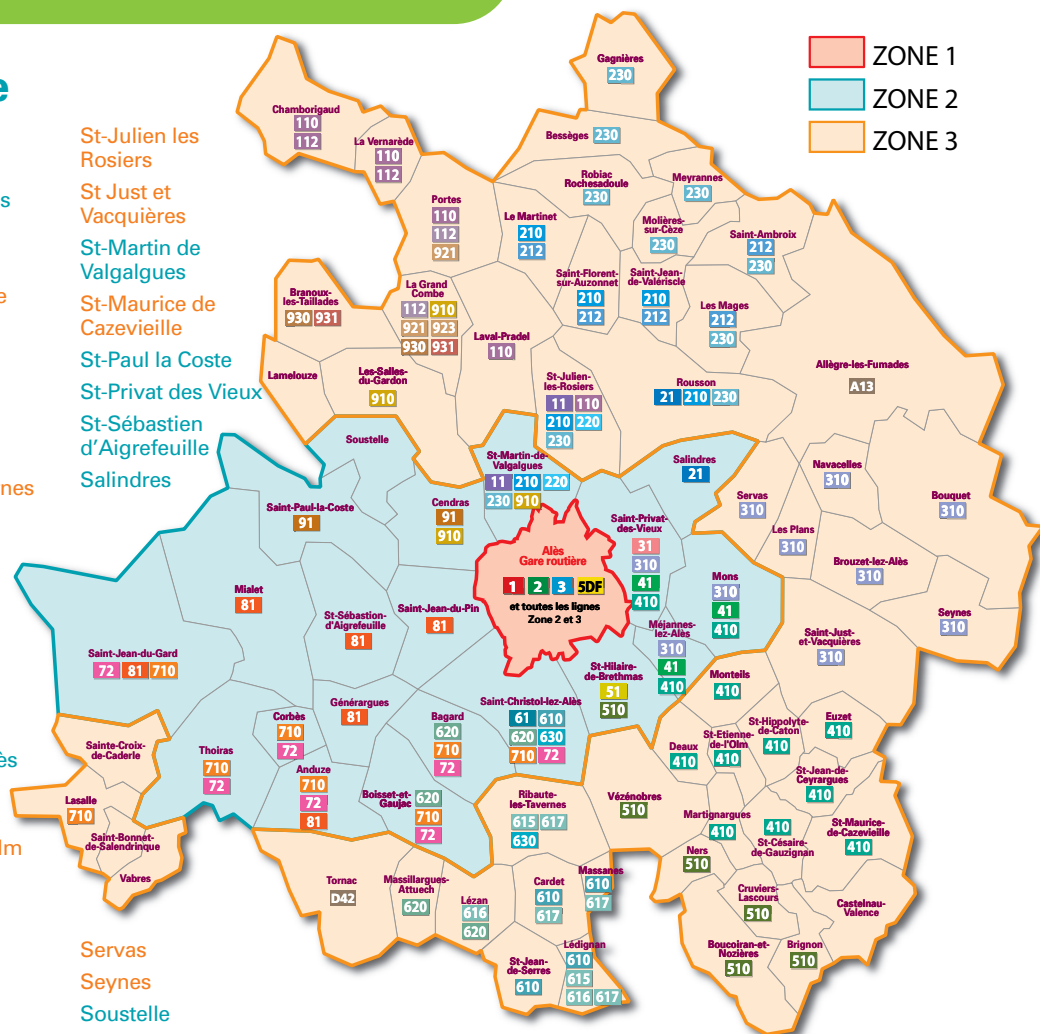 e
s
e
nes
ès
lm
St-Julien les
Rosiers
St Just et
Vacquières
St-Martin de
Valgalgues
St-Maurice de
Cazevieille
St-Paul la Coste
St-Privat des Vieux
St-Sébastien
d'Aigrefeuille
Salindres
Servas
Seynes
Soustelle
ZONE 1
ZONE 2
ZONE 3
Gagnières
230
Chamborigaud
110
112
La Vernarède
110
112
Bessèges 230
Robiac
Rochesadoule
230
Meyrannes
230
Portes
110
112
921
Le Martinet
210
212
Molières-
sur-Cèze
230
Saint-Ambroix
212
230
Saint-Florent-
sur-Auzonnet
210
212
Saint-Jean-
de-Valériscle
210
212
Les Mages
212
230
Branoux-
les-Taillades
930 931
La Grand
Combe
112 910
921 923
930 931
Laval-Pradel
110
Allègre-les-Fumades
A13
Lamelouze
Les-Salles-
du-Gardon
910
St-Julien-
les-Rosiers
11 110
210 220
230
Rousson
21 210 230
Soustelle
St-Martin-de-
Valgalgues
11 210 220
230 910
Salindres
21
Navacelles
310
Servas
310
Bouquet
310
Saint-Paul-la-Coste
91
Cendras
91
910
Saint-Privat-
des-Vieux
31
310
41
410
Les Plans
310
Brouzet-lez-Alès
310
Alès
Gare routière
1 2 3 5DF
et toutes les lignes
Zone 2 et 3
Mons
310
41
410
Mialet
81
St-Sébastien-
d'Aigrefeuille
81
Saint-Jean-du-Pin
81
Seynes
310
Méjannes-
lez-Alès
310
41
410
Saint-Just-
et-Vacquières
310
Saint-Jean-du-Gard
72 81 710
St-Hilaire-
de-Brethmas
51
510
Monteils
410
Générargues
81
Corbès
710
72
Bagard
620
710
72
Saint-Christol-lez-Alès
61 610
620 630
710 72
St-Hippolyte-
de-Caton
410
Euzet
410
St-Etienne-
de-l'Olm
410
Deaux
410
Sainte-Croix-
de-Caderle
Thoiras
710
72
Anduze
710
72
81
St-Jean-de-
Ceyrargues
410
Boisset-et-
Gaujac
620
710
72
Ribaute-
les-Tavernes
615 617
630
Vézénobres
510
Lasalle
710
Martignargues
410
410
St-Césaire-
de-Gauzignan
St-Maurice-
de-Cazevieille
410
Saint-Bonnet-
de-Salendrinque
Ners
510
Vabres
Tornac
D42
Massillargues-
Attuech
620
Lézan
616
620
Cardet
610
617
Massanes
610
617
Cruviers-
Lascours
510
Castelnau-
Valence
St-Jean-
de-Serres
610
Lédignan
610
615
616 617
Boucoiran-et-
Nozières
510
Brignon
510